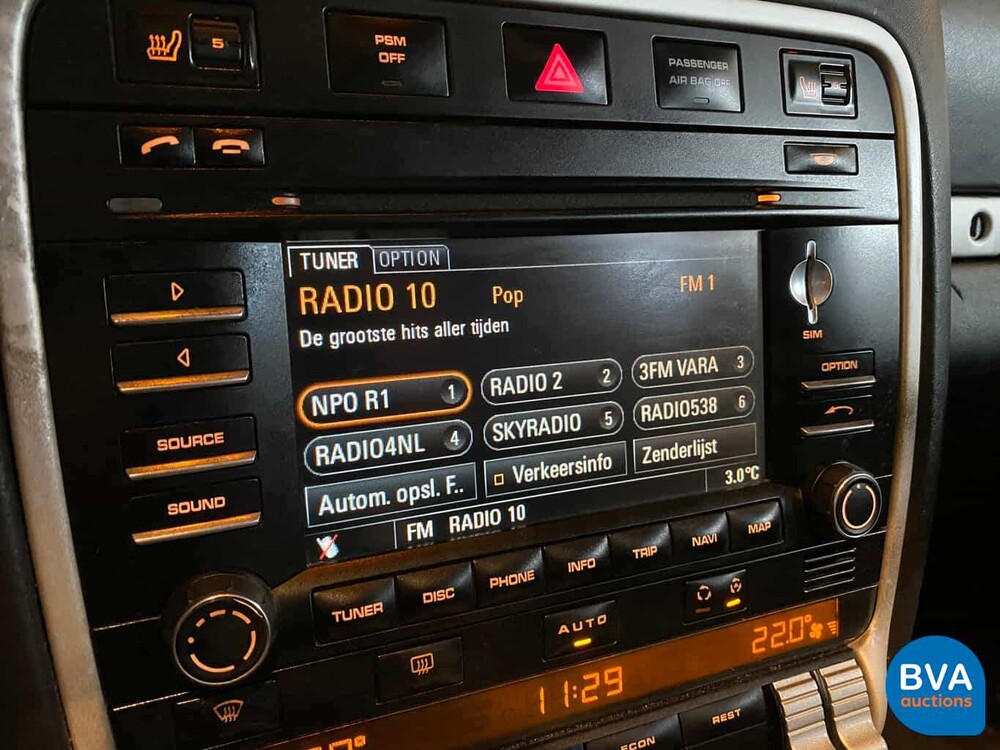 5
PSM
OFF
PASSENGER
AIR BAG OFF
TUNER OPTION
RADIO 10 Pop FM 1
De grootste hits aller tijden
NPO R1 1 RADIO 2 2 3FM VARA 3
RADIO4NL 4 SKYRADIO 5 RADIO538 6
Autom. opsl. F.. Verkeersinfo Zenderlijst
3.0°C
FM RADIO 10
SOURCE
SOUND
SIM
OPTION
TUNER DISC PHONE INFO TRIP NAVI MAP
AUTO
11:29 22.0°
ECON REST
BVA
auctions